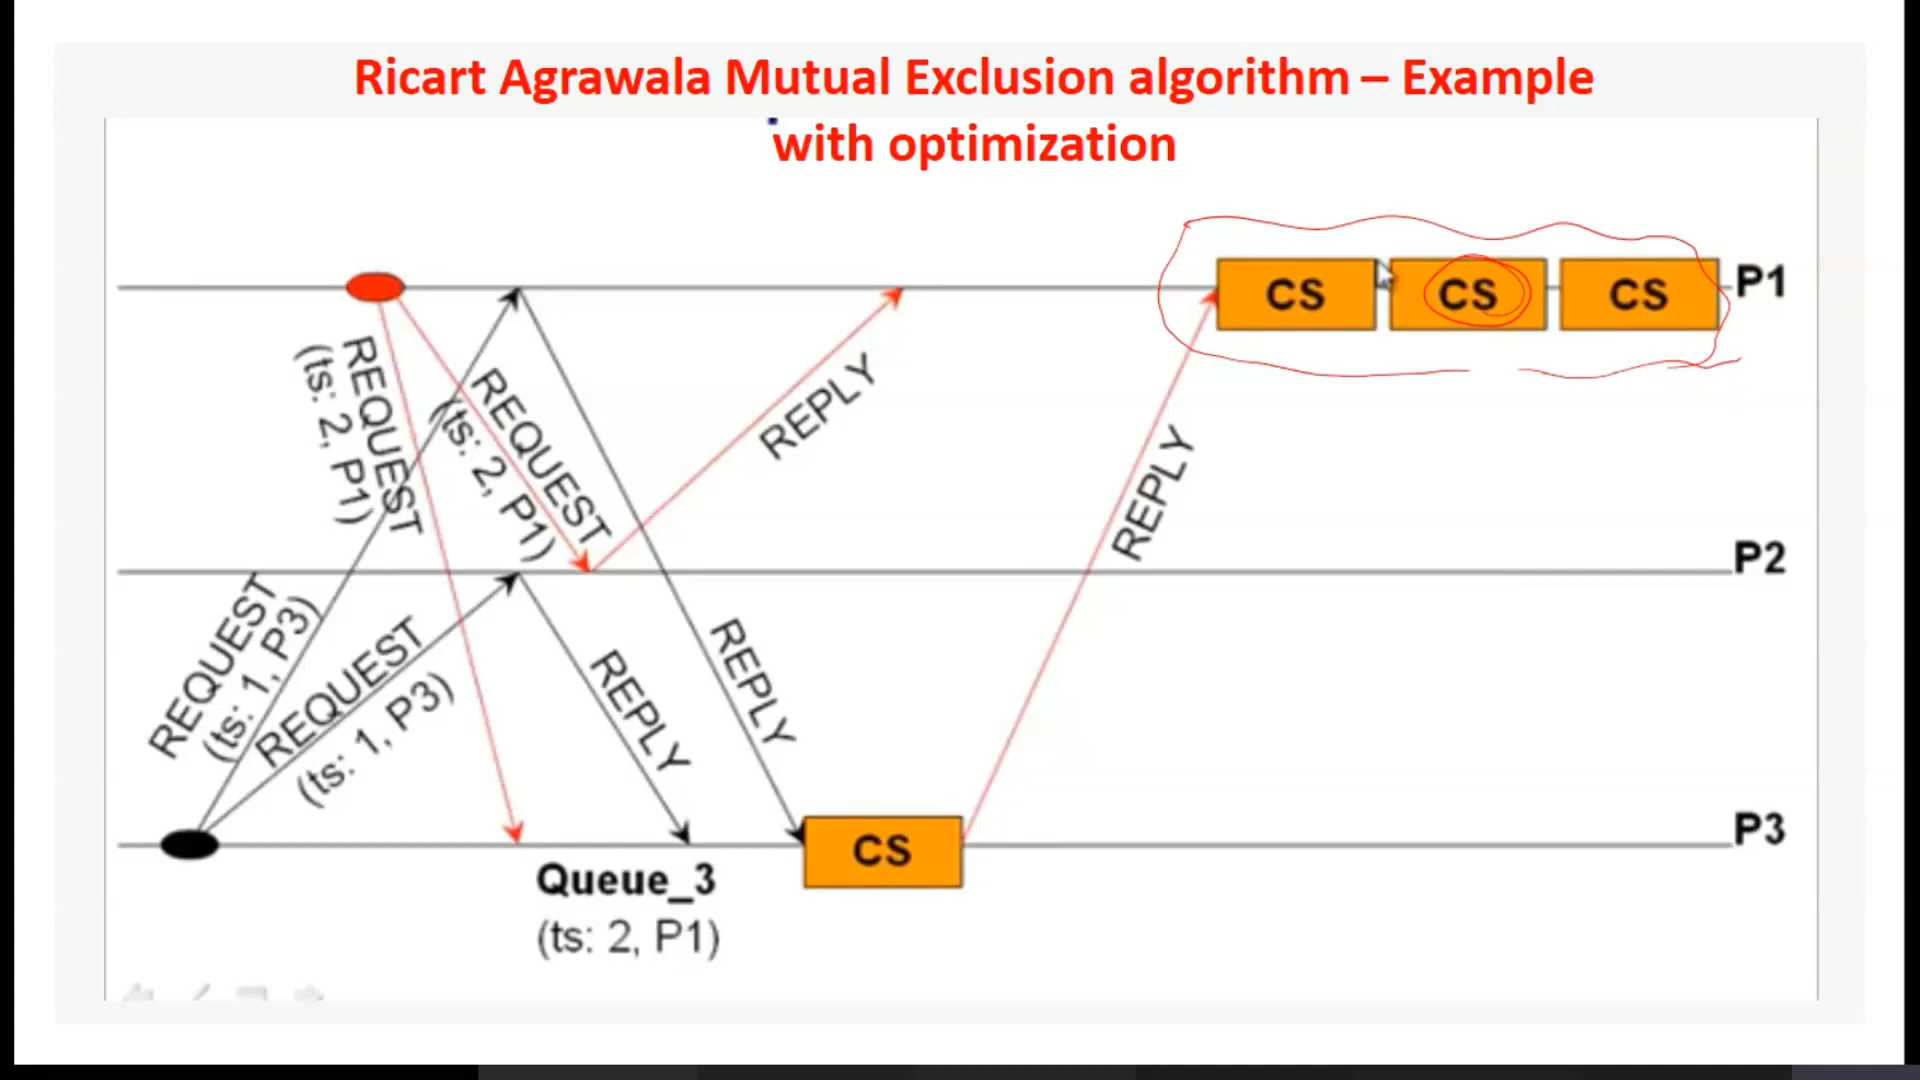 Ricart Agrawala Mutual Exclusion algorithm – Example
with optimization
CS
CS
CS
P1
REQUEST
(ts: 2, P1)
REQUEST
(ts: 2, P1)
REPLY
REPLY
P2
REQUEST
(ts: 1, P3)
REQUEST
(ts: 1, P3)
REPLY
REPLY
CS
P3
Queue_3
(ts: 2, P1)